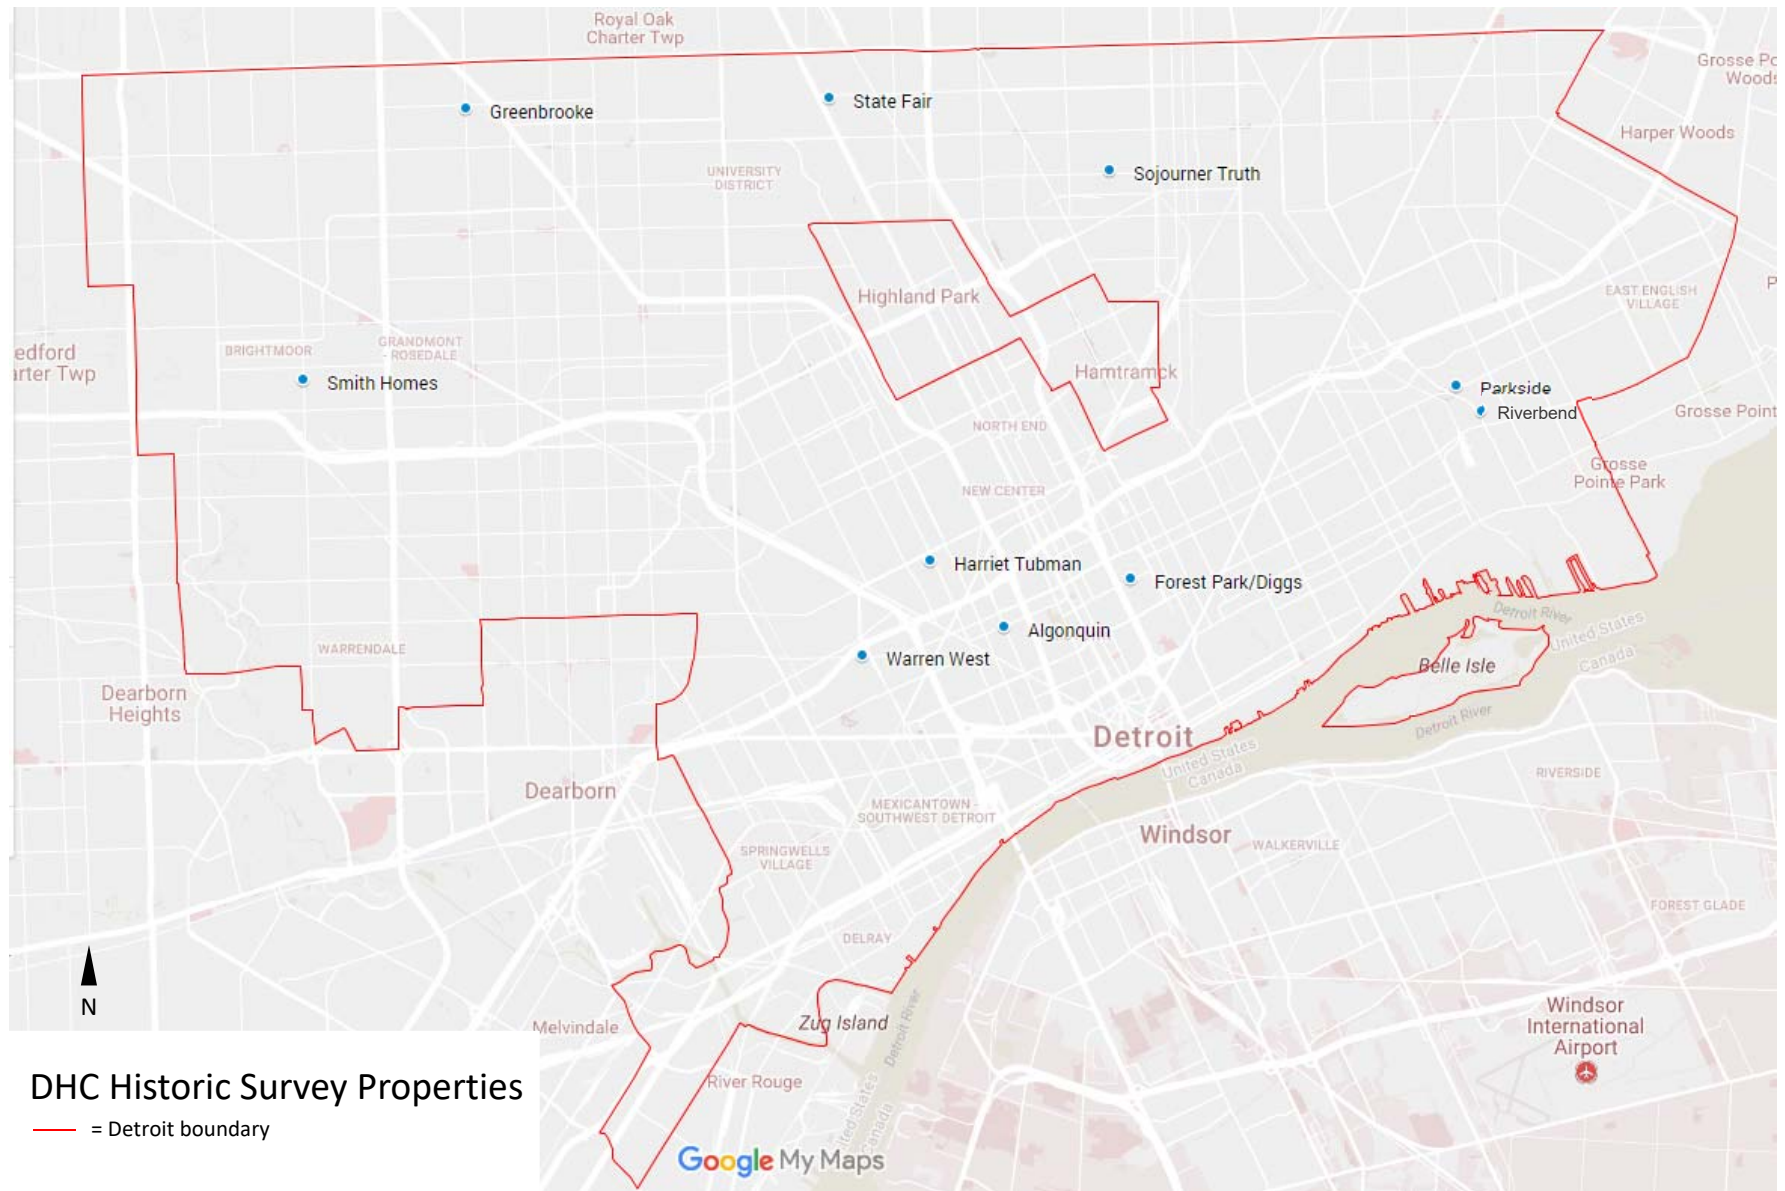 Royal Oak
Charter Twp
Grosse Po
Woods
Greenbrooke
State Fair
Harper Woods
Sojourner Truth
UNIVERSITY
DISTRICT
Highland Park
EAST ENGLISH
VILLAGE
P
edford
arter Twp
BRIGHTMOOR
GRANDMONT
- ROSEDALE
Smith Homes
Hamtramck
Parkside
Riverbend
Grosse Point
NORTH END
Grosse
Pointe Park
NEW CENTER
Harriet Tubman
Forest Park/Diggs
Detroit River
Algonquin
United States
Canada
WARRENDALE
Warren West
Belle Isle
Dearborn
Heights
Detroit River
Detroit
United States
Canada
RIVERSIDE
Dearborn
MEXICANTOWN -
SOUTHWEST DETROIT
Windsor
WALKERVILLE
SPRINGWELLS
VILLAGE
FOREST GLADE
DELRAY
N
Windsor
International
Airport
Melvindale
Zug Island
Detroit River
River Rouge
ited States
Canada
DHC Historic Survey Properties
= Detroit boundary
Google My Maps